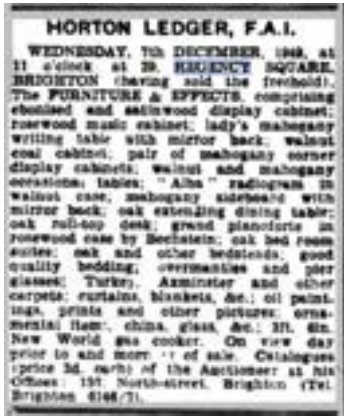 HORTON LEDGER, F.A.I.
WEDNESDAY, 7th DECEMBER, 1949, at
11 o'clock at 29, REGENCY SQUARE,
BRIGHTON (having sold the freehold),
The FURNITURE & EFFECTS, comprising
ebonised and satinwood display cabinet;
rosewood music cabinet; lady's mahogany
writing table with mirror back; walnut
coal cabinet; pair of mahogany corner
display cabinets; walnut and mahogany
occasional tables; "Alba" radiogram in
walnut case, mahogany sideboard with
mirror back; oak extending dining table;
oak roll-top desk; grand pianoforte in
rosewood case by Bechstein; oak bed room
suites; oak and other bedsteads; good
quality bedding; overmantles and pier
glasses; Turkey, Axminster and other
carpets; curtains, blankets, &c.; oil paint-
ings, prints and other pictures; orna-
mental items, china, glass, &c.; 2ft. 6in.
New World gas cooker. On view day
prior to and morn of sale. Catalogues
(price 3d. each) of the Auctioneer at his
Offices: 151 North-street, Brighton (Tel.
Brighton 6146/7).